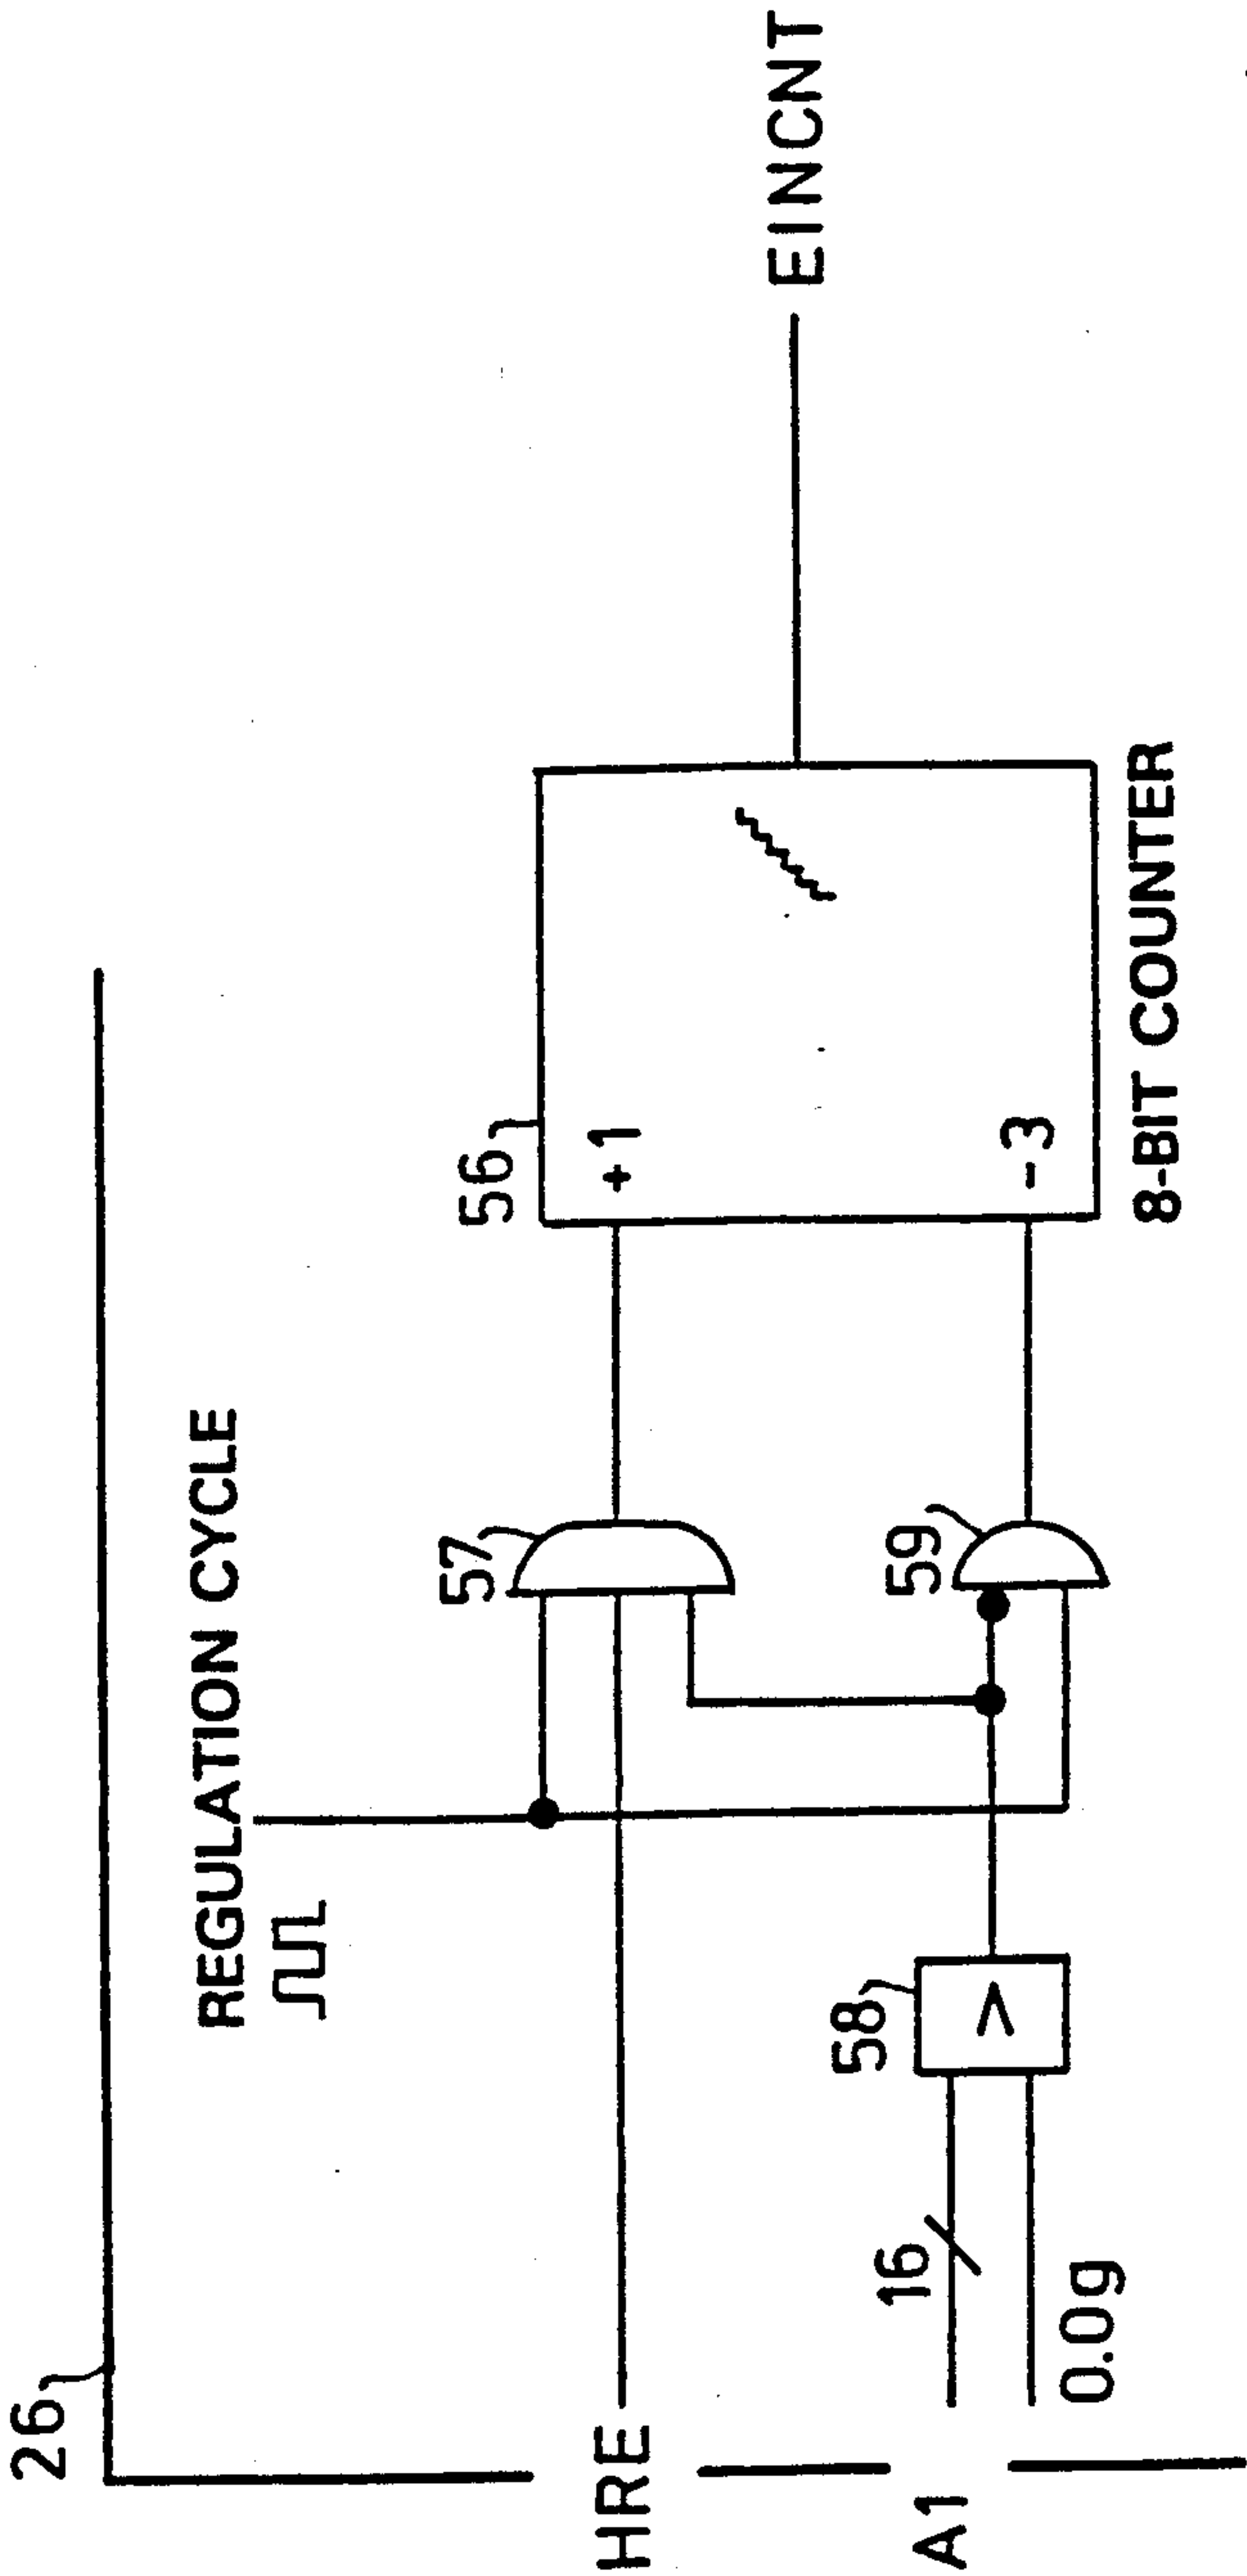 26
REGULATION CYCLE
HRE
57
56
+1
-3
EINCNT
A1
16
58
>
59
0.0g
8-BIT COUNTER